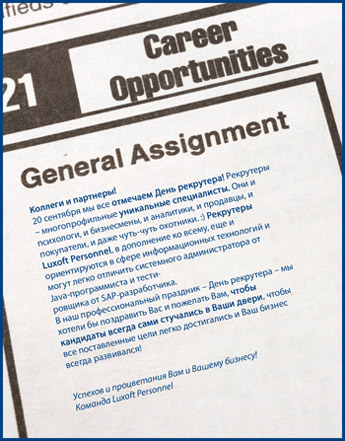 21
Career
Opportunities
General Assignment
Коллеги и партнеры!
20 сентября мы все отмечаем День рекрутера! Рекрутеры
– многопрофильные уникальные специалисты. Они и
психологи, и бизнесмены, и аналитики, и продавцы, и
покупатели, и даже чуть-чуть охотники. :) Рекрутеры
Luxoft Personnel, в дополнение ко всему, еще и
ориентируются в сфере информационных технологий и
могут легко отличить системного администратора от
Java-программиста и тести-
ровщика от SAP-разработчика.
В наш профессиональный праздник – День рекрутера – мы
хотели бы поздравить Вас и пожелать Вам, чтобы
кандидаты всегда сами стучались в Ваши двери, чтобы
все поставленные цели легко достигались и Ваш бизнес
всегда развивался!
Успехов и процветания Вам и Вашему бизнесу!
Команда Luxoft Personnel